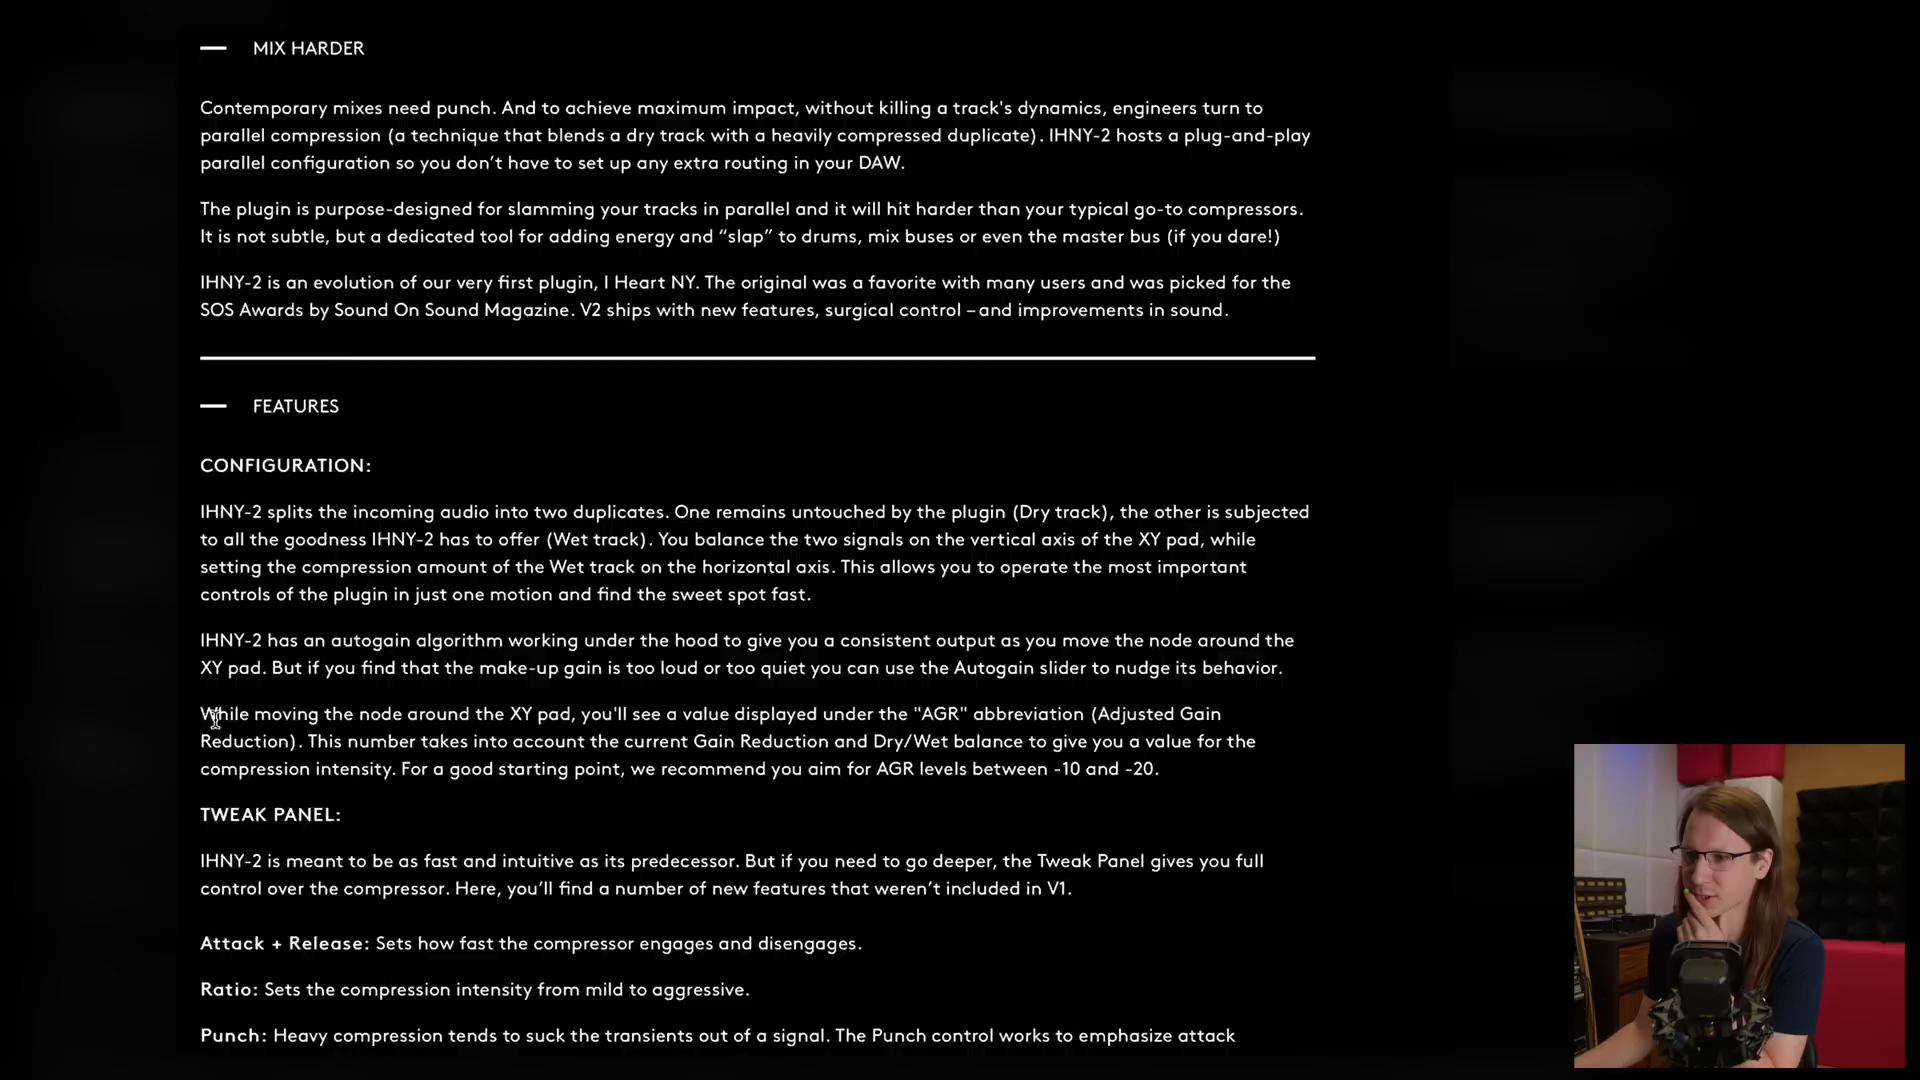 MIX HARDER
Contemporary mixes need punch. And to achieve maximum impact, without killing a track's dynamics, engineers turn to
parallel compression (a technique that blends a dry track with a heavily compressed duplicate). IHNY-2 hosts a plug-and-play
parallel configuration so you don’t have to set up any extra routing in your DAW.
The plugin is purpose-designed for slamming your tracks in parallel and it will hit harder than your typical go-to compressors.
It is not subtle, but a dedicated tool for adding energy and “slap” to drums, mix buses or even the master bus (if you dare!)
IHNY-2 is an evolution of our very first plugin, I Heart NY. The original was a favorite with many users and was picked for the
SOS Awards by Sound On Sound Magazine. V2 ships with new features, surgical control – and improvements in sound.
FEATURES
CONFIGURATION:
IHNY-2 splits the incoming audio into two duplicates. One remains untouched by the plugin (Dry track), the other is subjected
to all the goodness IHNY-2 has to offer (Wet track). You balance the two signals on the vertical axis of the XY pad, while
setting the compression amount of the Wet track on the horizontal axis. This allows you to operate the most important
controls of the plugin in just one motion and find the sweet spot fast.
IHNY-2 has an autogain algorithm working under the hood to give you a consistent output as you move the node around the
XY pad. But if you find that the make-up gain is too loud or too quiet you can use the Autogain slider to nudge its behavior.
While moving the node around the XY pad, you'll see a value displayed under the "AGR" abbreviation (Adjusted Gain
Reduction). This number takes into account the current Gain Reduction and Dry/Wet balance to give you a value for the
compression intensity. For a good starting point, we recommend you aim for AGR levels between -10 and -20.
TWEAK PANEL:
IHNY-2 is meant to be as fast and intuitive as its predecessor. But if you need to go deeper, the Tweak Panel gives you full
control over the compressor. Here, you’ll find a number of new features that weren’t included in V1.
Attack + Release: Sets how fast the compressor engages and disengages.
Ratio: Sets the compression intensity from mild to aggressive.
Punch: Heavy compression tends to suck the transients out of a signal. The Punch control works to emphasize attack